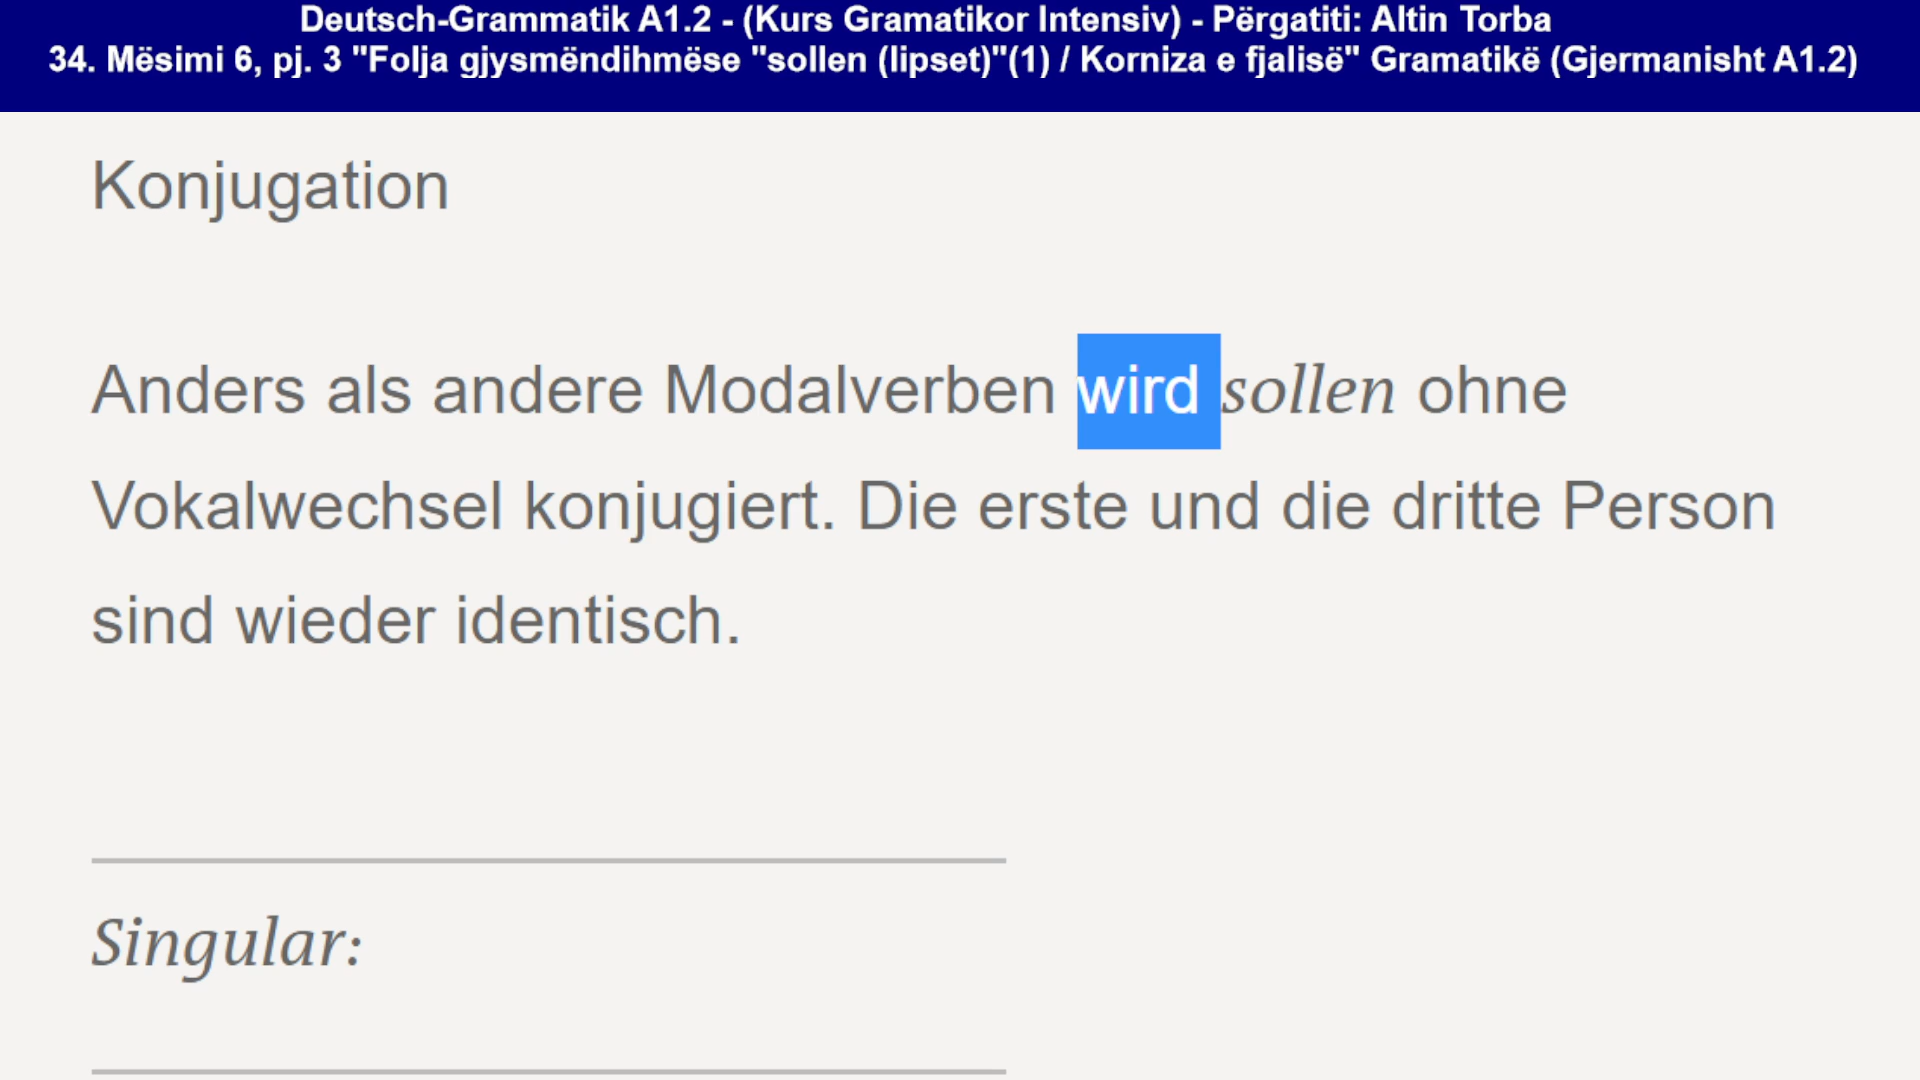 Deutsch-Grammatik A1.2 - (Kurs Gramatikor Intensiv) - Përgatiti: Altin Torba
34. Mësimi 6, pj. 3 "Folja gjysmëndihmëse "sollen (lipset)"(1) / Korniza e fjalisë" Gramatikë (Gjermanisht A1.2)
Konjugation
Anders als andere Modalverben wird sollen ohne
Vokalwechsel konjugiert. Die erste und die dritte Person
sind wieder identisch.
Singular: